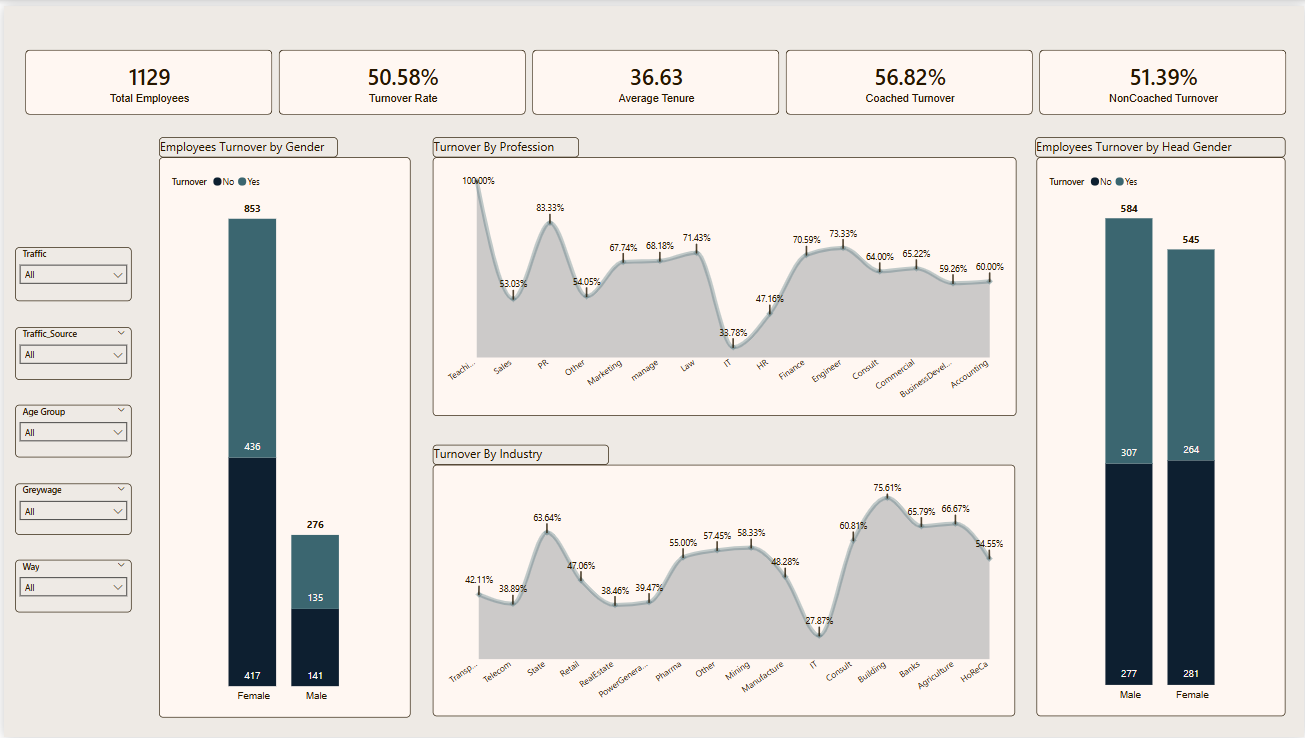 1129
Total Employees
50.58%
Turnover Rate
36.63
Average Tenure
56.82%
Coached Turnover
51.39%
NonCoached Turnover
Traffic
All
Traffic_Source
All
Age Group
All
Greywage
All
Way
All
Employees Turnover by Gender
Turnover No Yes
853
436
417
276
135
141
Female Male
Turnover By Profession
100.00%
53.03%
83.33%
54.05%
67.74%
68.18%
71.43%
33.78%
47.16%
70.59%
73.33%
64.00%
65.22%
59.26%
60.00%
Teachi...
Sales
PR
Other
Marketing
manage
Law
IT
HR
Finance
Engineer
Consult
Commercial
BusinessDevel...
Accounting
Turnover By Industry
42.11%
38.89%
63.64%
47.06%
38.46%
39.47%
55.00%
57.45%
58.33%
48.28%
27.87%
60.81%
75.61%
65.79%
66.67%
54.55%
Transp...
Telecom
State
Retail
RealEstate
PowerGenera...
Pharma
Other
Mining
Manufacture
IT
Consult
Building
Banks
Agriculture
HoReCa
Employees Turnover by Head Gender
Turnover No Yes
584
307
277
545
264
281
Male Female